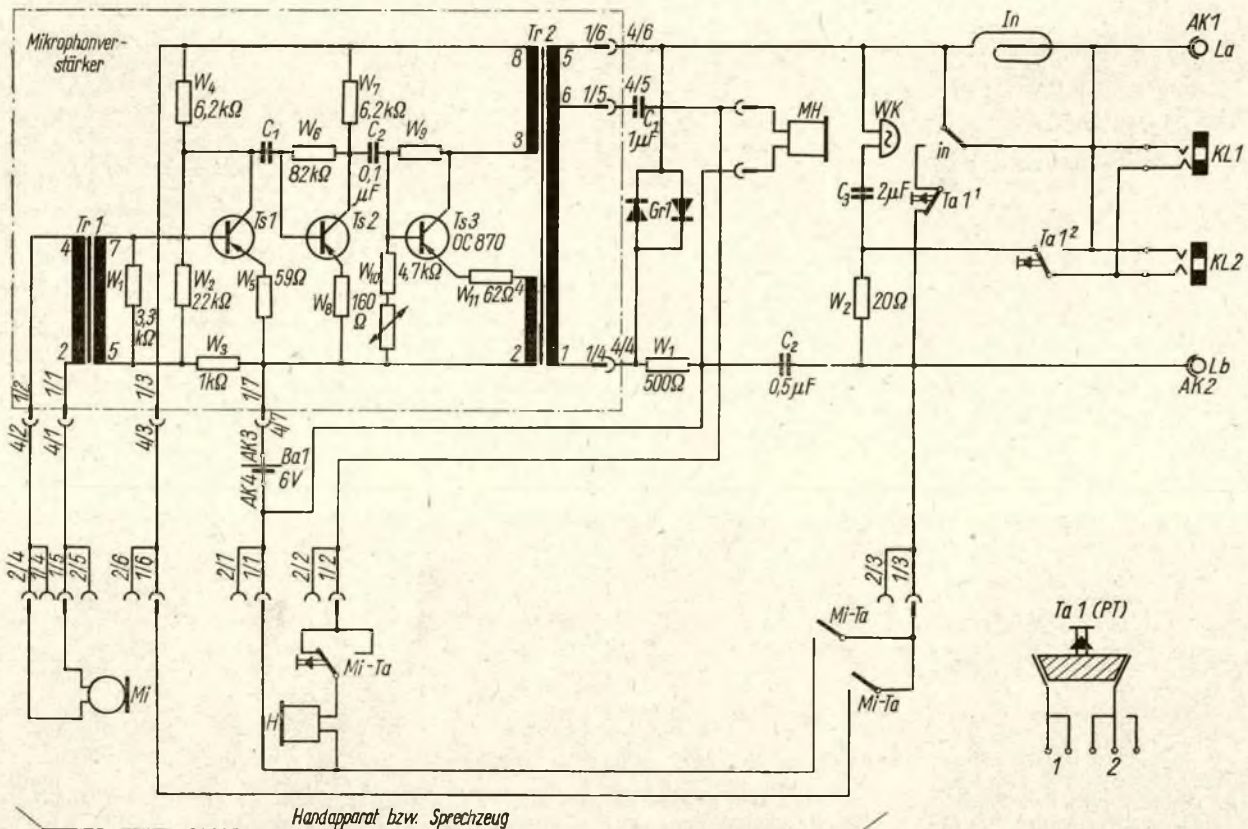 Mikrophonver-
stärker
W4
6,2kΩ
W7
6,2kΩ
C1
W6
82kΩ
C2
0,1
µF
W9
Tr 2
8
5
3
6
1/6
4/6
1/5
4/5
C1
1µF
MH
WK
In
AK1
La
in
KL1
Ta 1¹
C3
2µF
Ta 1²
KL2
Gr1
Tr 1
4
7
W1
3,3
kΩ
W2
22kΩ
Ts1
W5
59Ω
Ts2
W8
160
Ω
W10
4,7kΩ
Ts3
OC 870
W11
62Ω
4
W2
20Ω
2
5
W3
1kΩ
2
1
1/4
4/4
W1
500Ω
C2
0,5µF
Lb
AK2
1/2
1/1
1/3
1/7
4/2
4/1
4/3
4/7
AK3
AK4
Ba1
6V
2/4
1/4
1/5
2/5
2/6
1/6
2/1
1/1
2/2
1/2
2/3
1/3
Mi
Mi-Ta
H
Mi-Ta
Mi-Ta
Ta 1 (PT)
1
2
Handapparat bzw. Sprechzeug